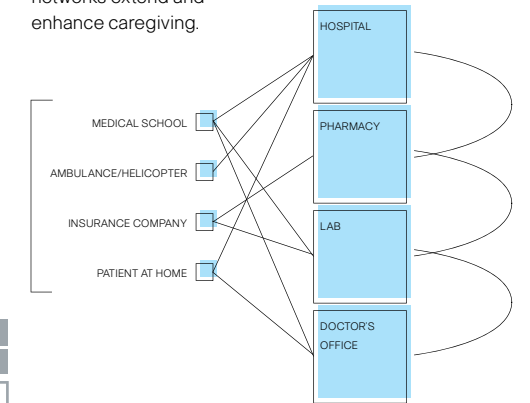 networks extend and
enhance caregiving.
HOSPITAL
MEDICAL SCHOOL
PHARMACY
AMBULANCE/HELICOPTER
INSURANCE COMPANY
LAB
PATIENT AT HOME
DOCTOR'S
OFFICE